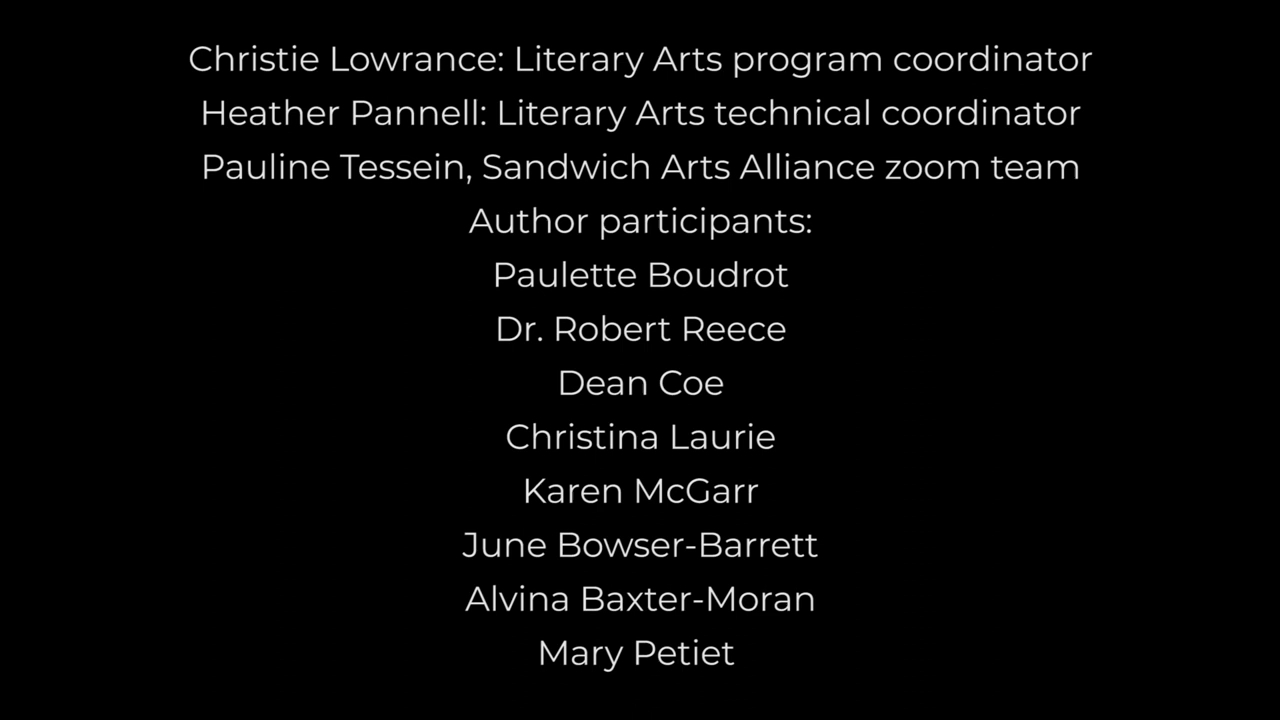 Christie Lowrance: Literary Arts program coordinator
Heather Pannell: Literary Arts technical coordinator
Pauline Tessein, Sandwich Arts Alliance zoom team
Author participants:
Paulette Boudrot
Dr. Robert Reece
Dean Coe
Christina Laurie
Karen McGarr
June Bowser-Barrett
Alvina Baxter-Moran
Mary Petiet